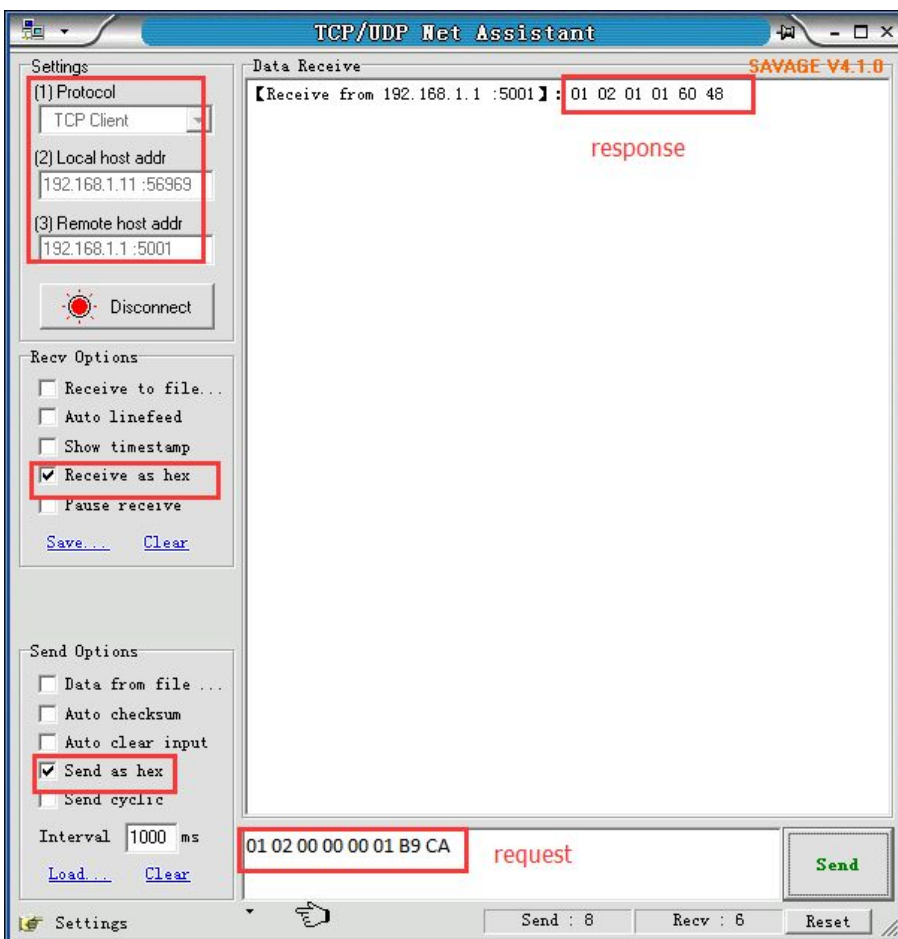 TCP/UDP Net Assistant
Settings
(1) Protocol
TCP Client
(2) Local host addr
192.168.1.11 :56969
(3) Remote host addr
192.168.1.1 :5001
Disconnect
Recv Options
Receive to file...
Auto linefeed
Show timestamp
Receive as hex
Pause receive
Save... Clear
Send Options
Data from file ...
Auto checksum
Auto clear input
Send as hex
Send cyclic
Interval 1000 ms
Load... Clear
Data Receive SAVAGE V4.1.0
【Receive from 192.168.1.1 :5001】: 01 02 01 01 60 48
response
01 02 00 00 00 01 B9 CA request
Send
Settings Send : 8 Recv : 6 Reset